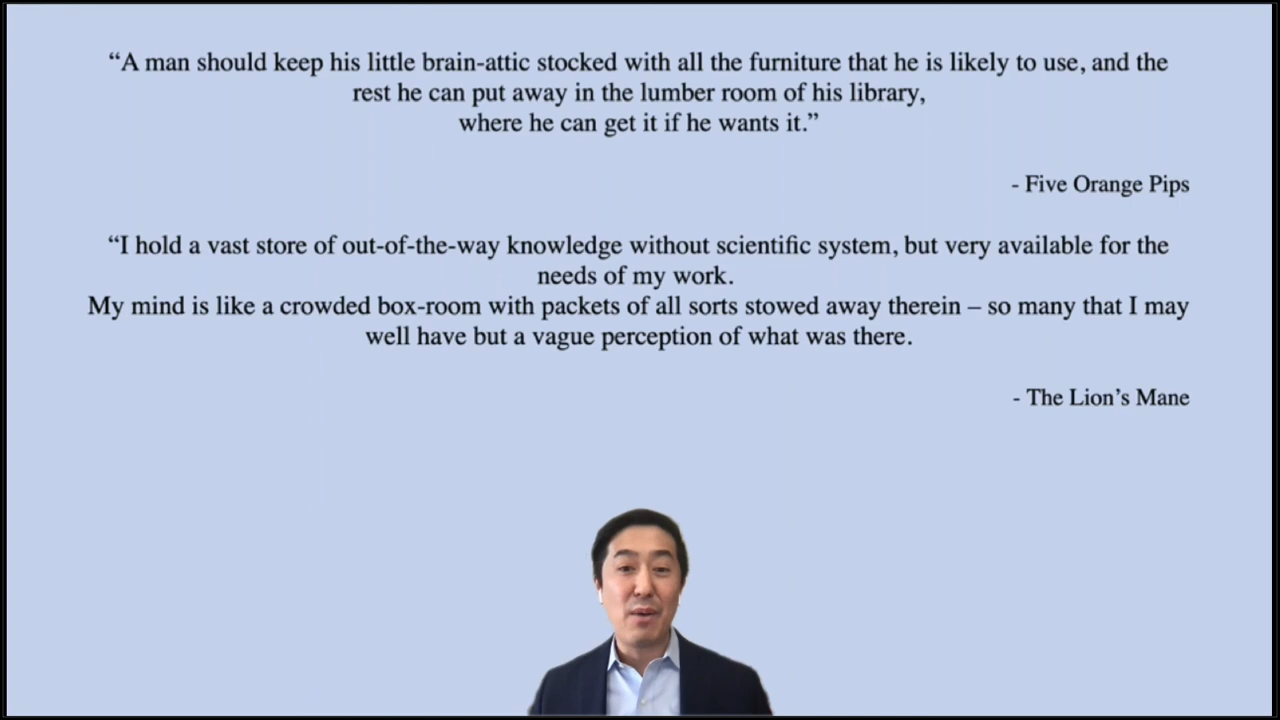 “A man should keep his little brain-attic stocked with all the furniture that he is likely to use, and the
rest he can put away in the lumber room of his library,
where he can get it if he wants it.”
- Five Orange Pips
“I hold a vast store of out-of-the-way knowledge without scientific system, but very available for the
needs of my work.
My mind is like a crowded box-room with packets of all sorts stowed away therein – so many that I may
well have but a vague perception of what was there.
- The Lion’s Mane